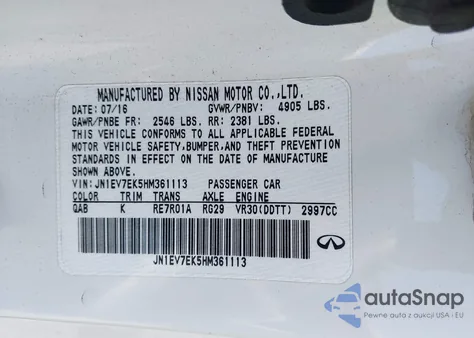 MANUFACTURED BY NISSAN MOTOR CO.,LTD.
DATE: 07/16 GVWR/PNBV: 4905 LBS.
GAWR/PNBE FR: 2546 LBS. RR: 2381 LBS.
THIS VEHICLE CONFORMS TO ALL APPLICABLE FEDERAL
MOTOR VEHICLE SAFETY,BUMPER,AND THEFT PREVENTION
STANDARDS IN EFFECT ON THE DATE OF MANUFACTURE
SHOWN ABOVE.
VIN: JN1EV7EK5HM361113 PASSENGER CAR
COLOR TRIM TRANS AXLE ENGINE
QAB K RE7R01A RG29 VR30(DDTT) 2997CC
JN1EV7EK5HM361113
autoSnap
Pewne auta z aukcji USA i EU